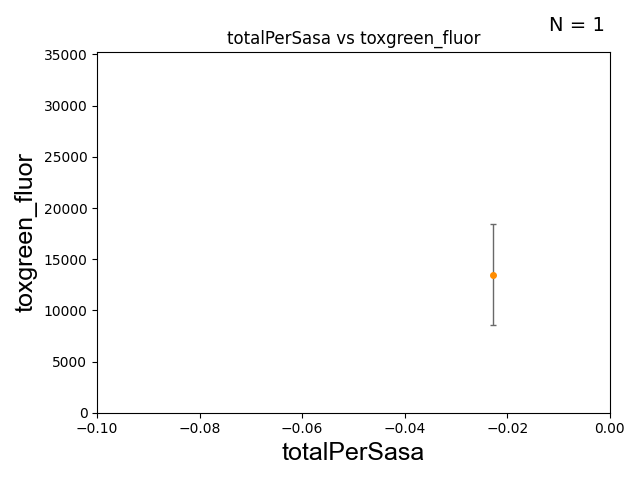 N = 1
totalPerSasa vs toxgreen_fluor
35000
30000
25000
20000
15000
10000
5000
0
toxgreen_fluor
−0.10 −0.08 −0.06 −0.04 −0.02 0.00
totalPerSasa